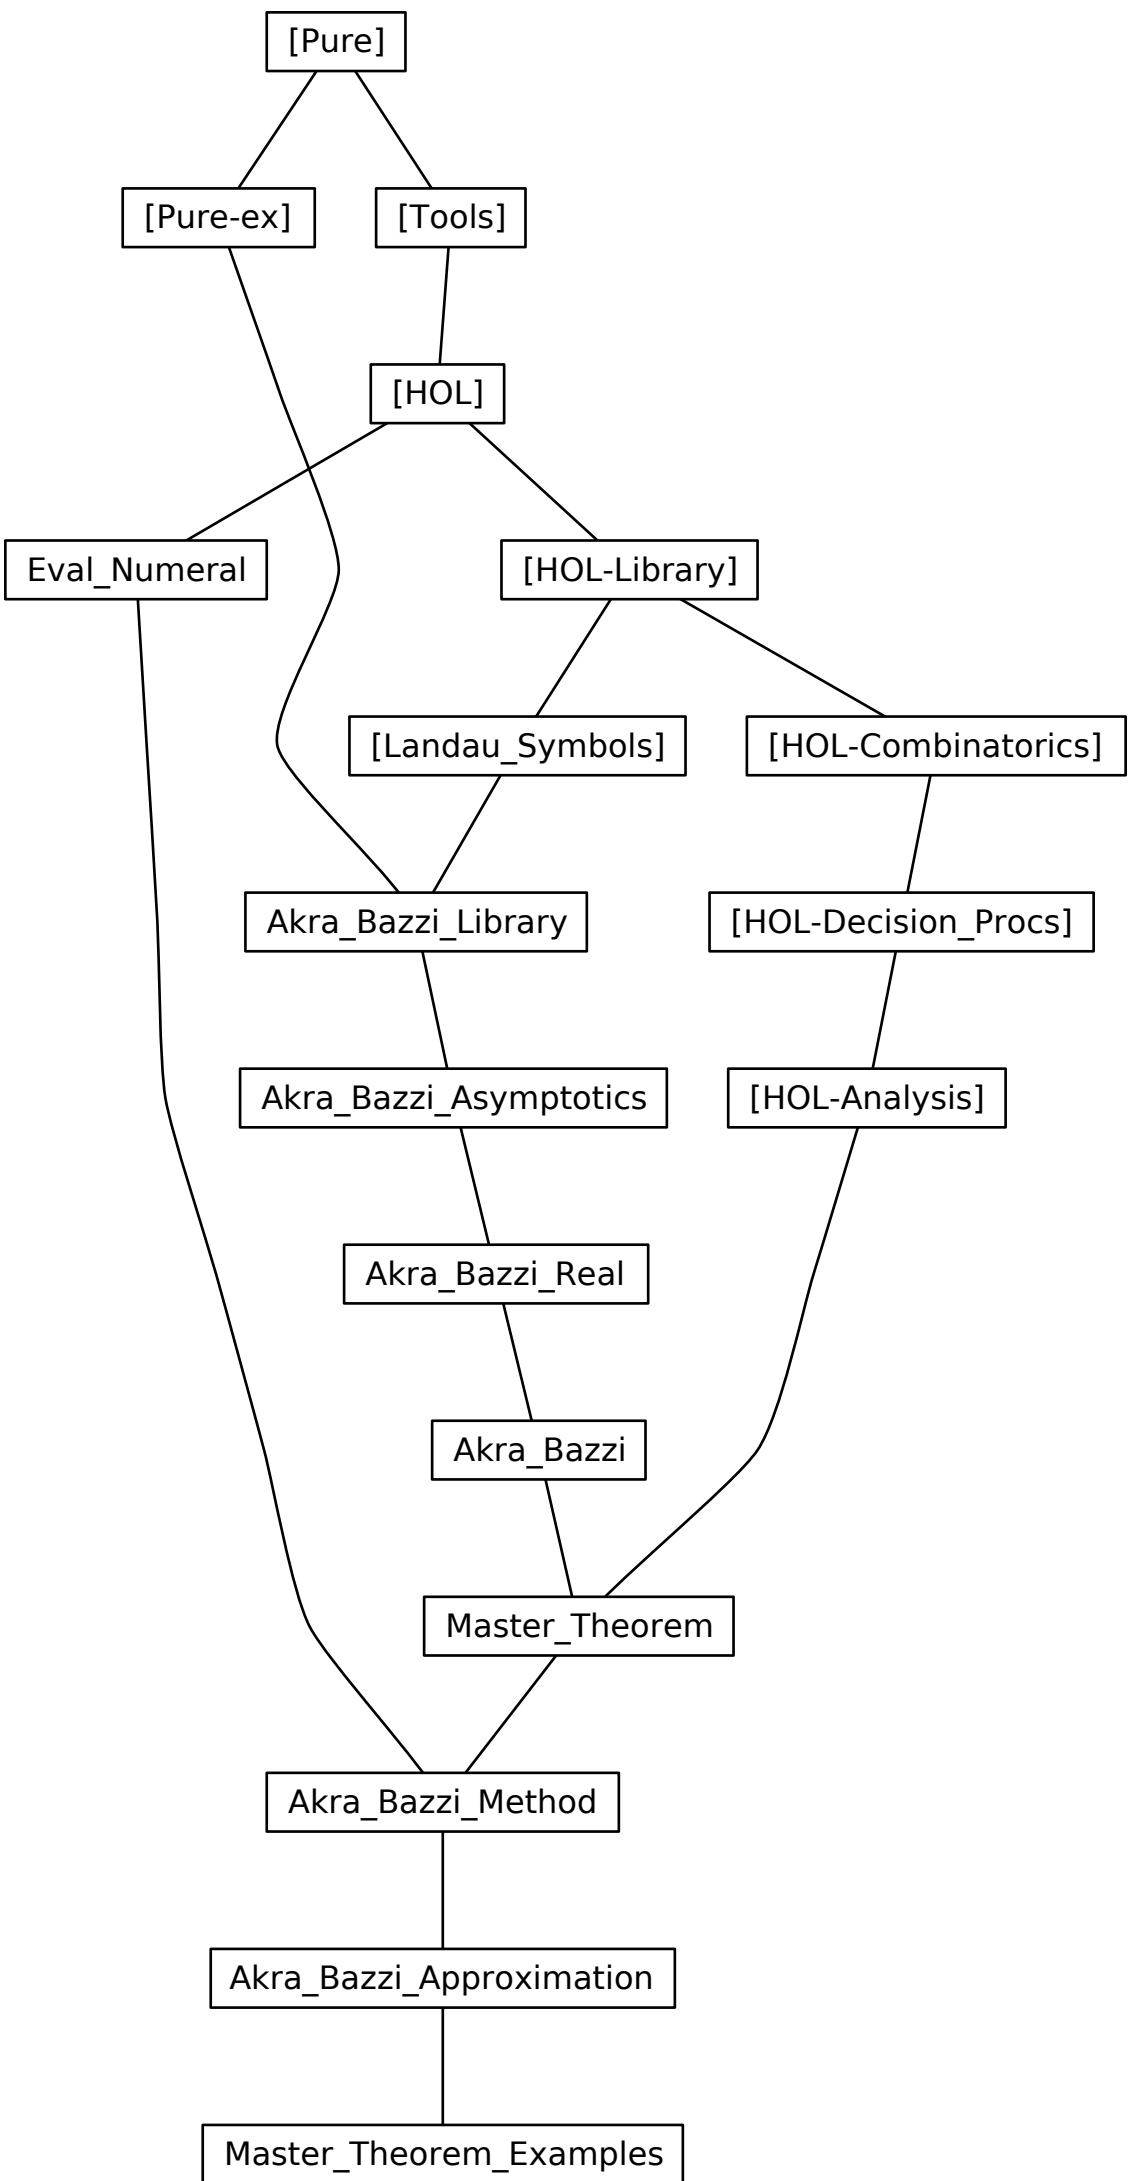 [Pure]
[Pure-ex]
[Tools]
[HOL]
Eval_Numeral
[HOL-Library]
[Landau_Symbols]
[HOL-Combinatorics]
Akra_Bazzi_Library
[HOL-Decision_Procs]
Akra_Bazzi_Asymptotics
[HOL-Analysis]
Akra_Bazzi_Real
Akra_Bazzi
Master_Theorem
Akra_Bazzi_Method
Akra_Bazzi_Approximation
Master_Theorem_Examples